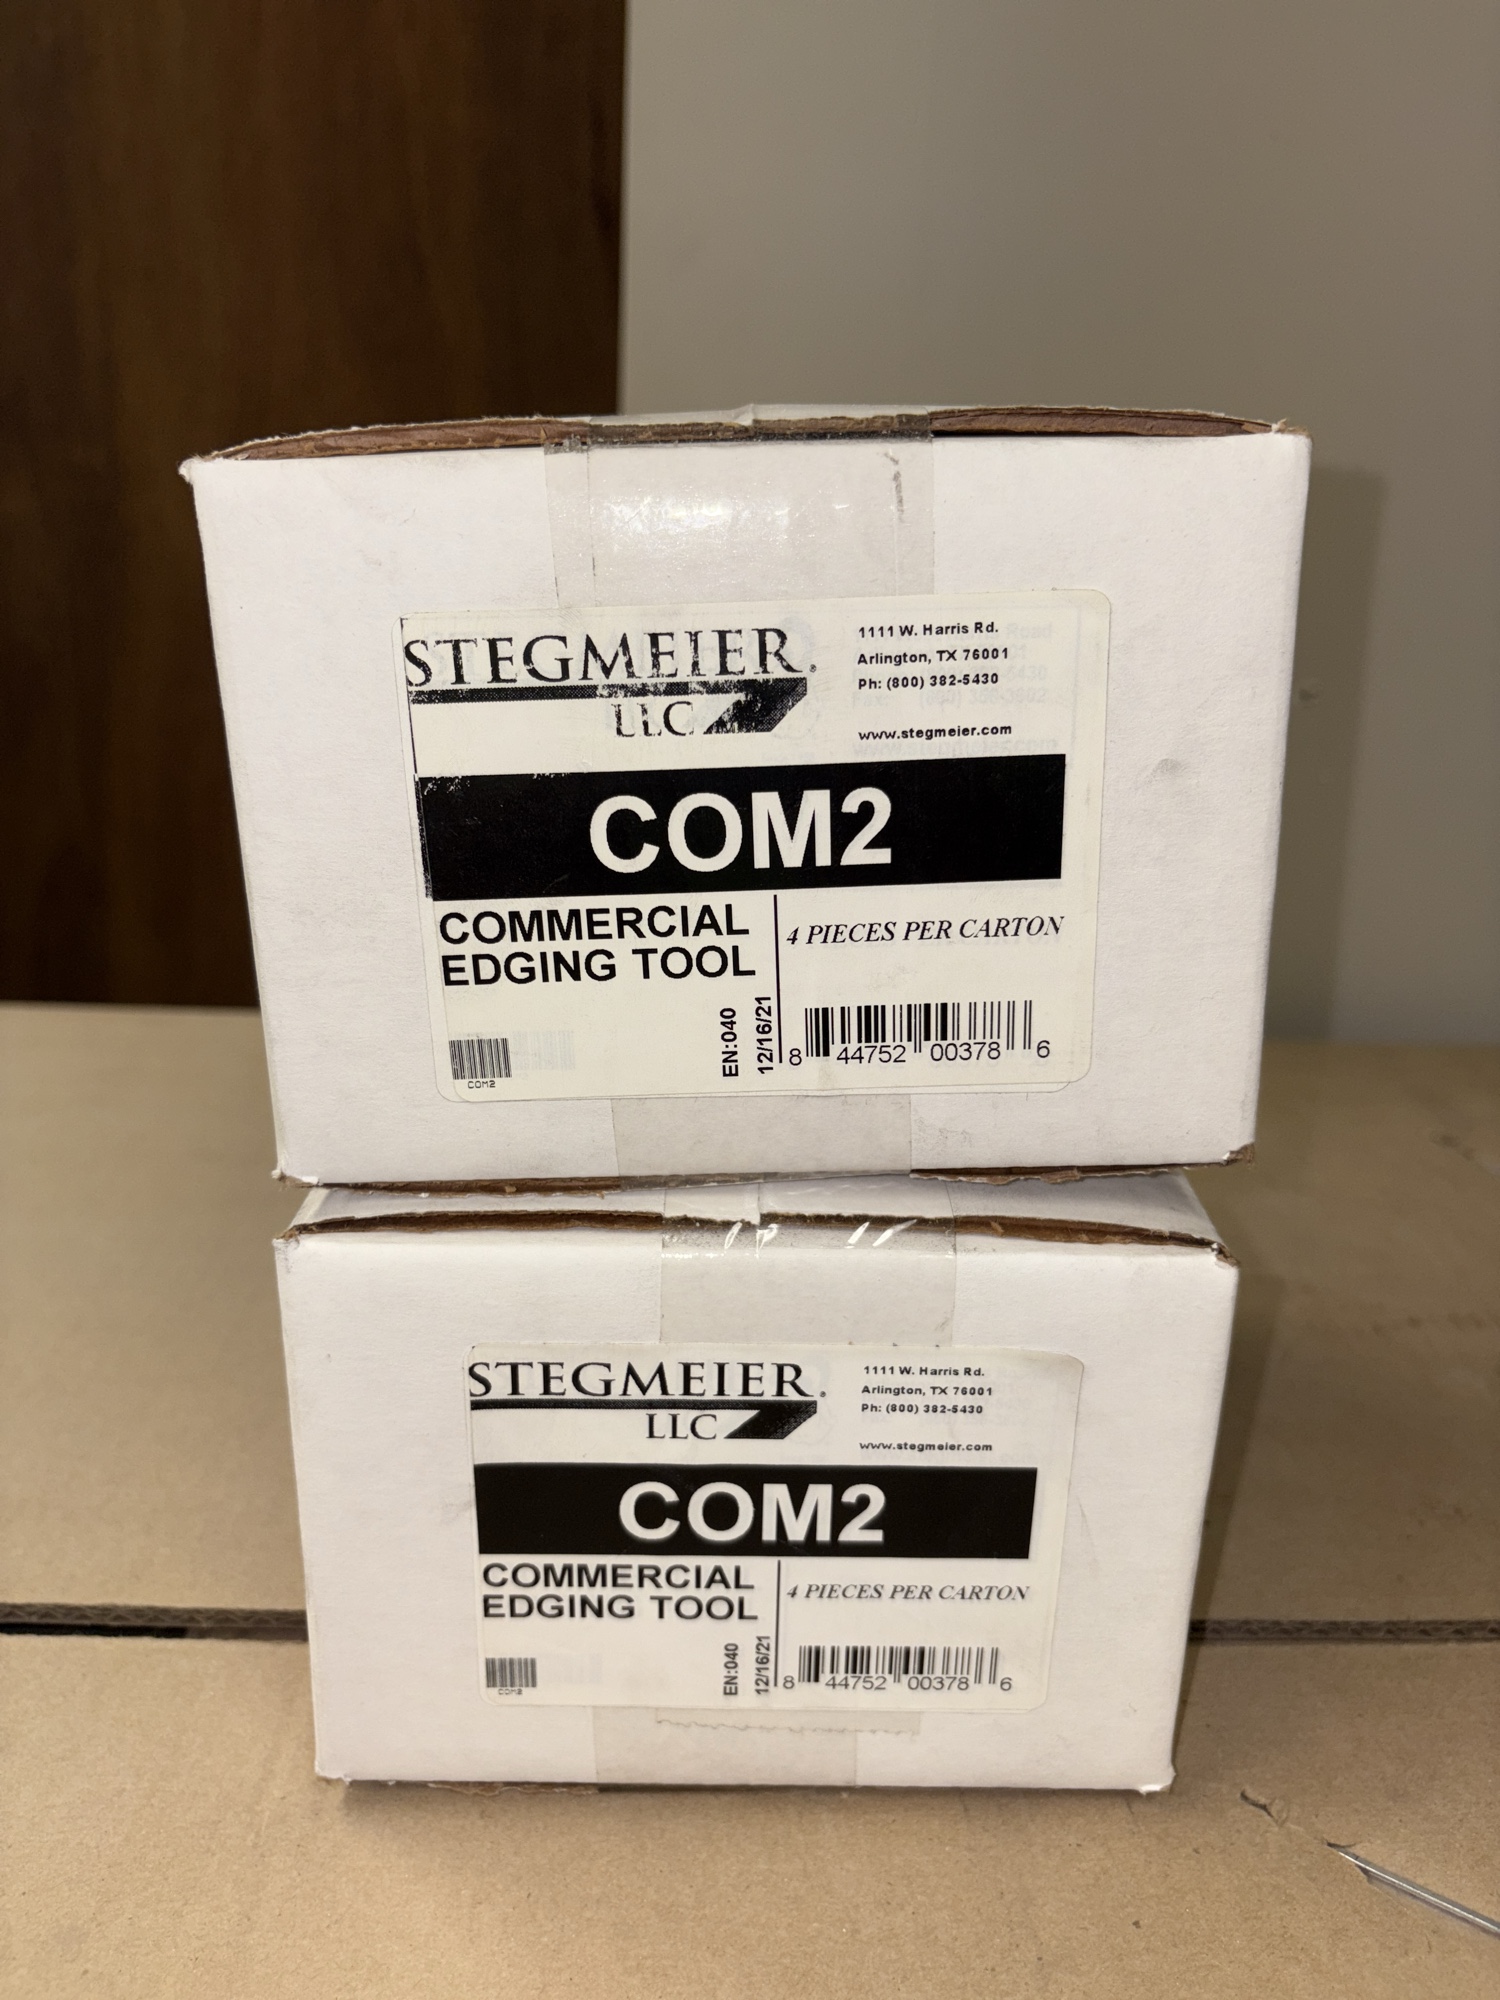 STEGMEIER®
LLC
1111 W. Harris Rd.
Arlington, TX 76001
Ph: (800) 382-5430
www.stegmeier.com
COM2
COMMERCIAL
EDGING TOOL
4 PIECES PER CARTON
EN:040
12/16/21
COM2
8 44752 00378 6
STEGMEIER®
LLC
1111 W. Harris Rd.
Arlington, TX 76001
Ph: (800) 382-5430
www.stegmeier.com
COM2
COMMERCIAL
EDGING TOOL
4 PIECES PER CARTON
EN:040
12/16/21
COM2
8 44752 00378 6